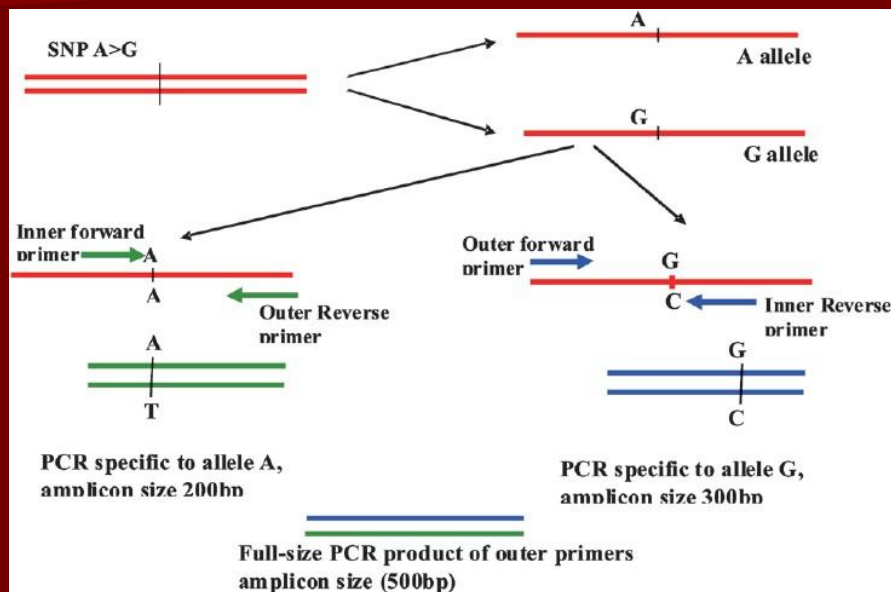 SNP A>G
A
A allele
G
G allele
Inner forward
primer
A
A
Outer Reverse
primer
A
T
PCR specific to allele A,
amplicon size 200bp
Outer forward
primer
G
C
Inner Reverse
primer
G
C
PCR specific to allele G,
amplicon size 300bp
Full-size PCR product of outer primers
amplicon size (500bp)